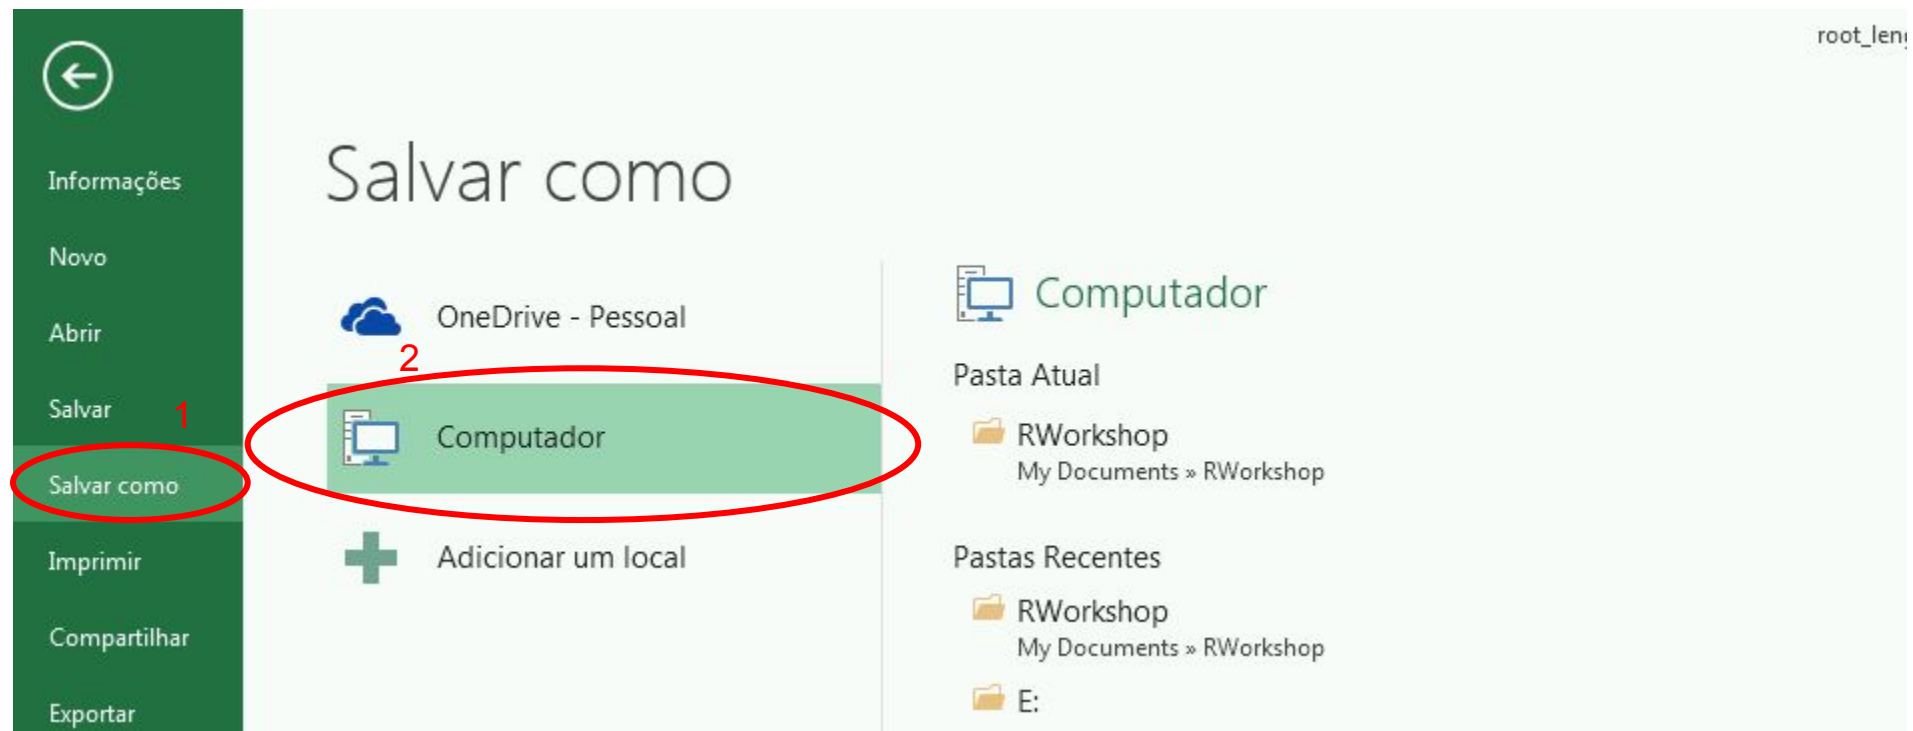 root_len
Informações
Novo
Abrir
Salvar
1
Salvar como
Imprimir
Compartilhar
Exportar
Salvar como
OneDrive - Pessoal
2
Computador
Adicionar um local
Computador
Pasta Atual
RWorkshop
My Documents » RWorkshop
Pastas Recentes
RWorkshop
My Documents » RWorkshop
E: